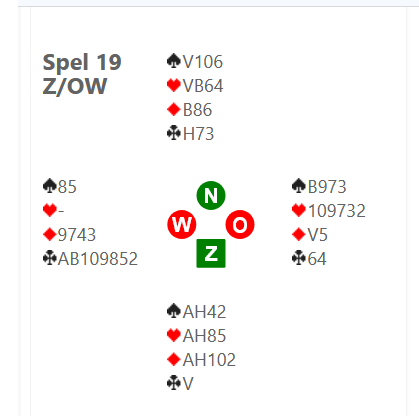 Spel 19
Z/OW
♠V106
♥VB64
♦B86
♣H73
♠85
♥-
♦9743
♣AB109852
N
W O
Z
♠B973
♥109732
♦V5
♣64
♠AH42
♥AH85
♦AH102
♣V